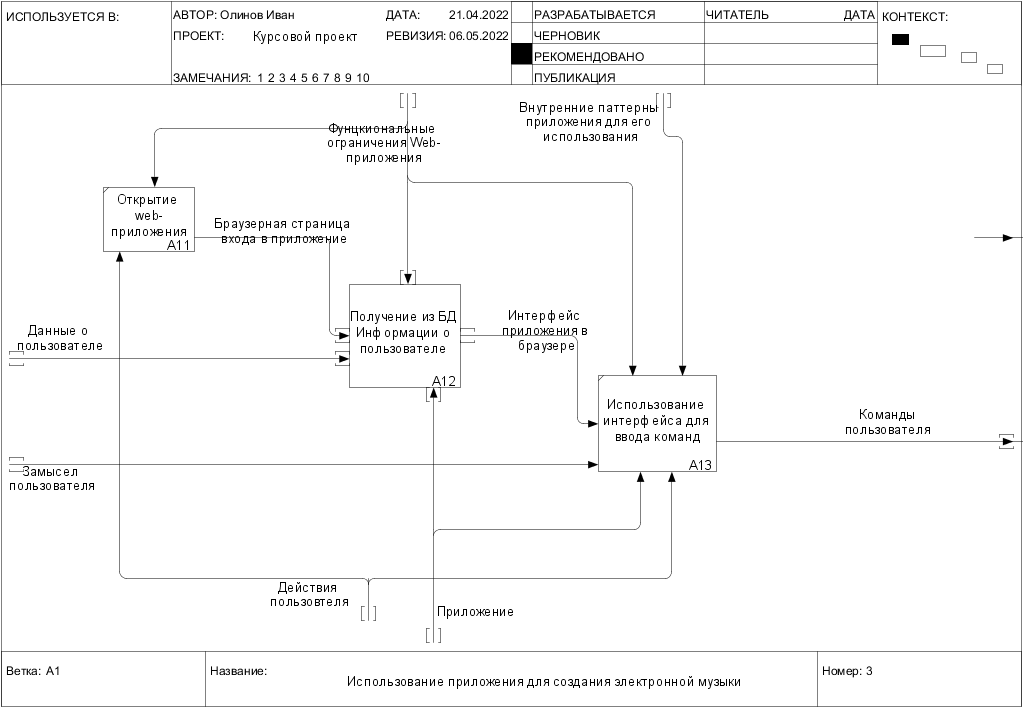 ИСПОЛЬЗУЕТСЯ В:
АВТОР: Олинов Иван
ДАТА: 21.04.2022
ПРОЕКТ: Курсовой проект
РЕВИЗИЯ: 06.05.2022
ЗАМЕЧАНИЯ: 1 2 3 4 5 6 7 8 9 10
РАЗРАБАТЫВАЕТСЯ
ЧЕРНОВИК
РЕКОМЕНДОВАНО
ПУБЛИКАЦИЯ
ЧИТАТЕЛЬ
ДАТА
КОНТЕКСТ:
Фунцкиональные
ограничения Web-
приложения
Внутренние паттерны
приложения для его
использования
Открытие
web-
приложения
A11
Браузерная страница
входа в приложение
Получение из БД
Информации о
пользователе
A12
Интерфейс
приложения в
браузере
Данные о
пользователе
Использование
интерфейса для
ввода команд
A13
Команды
пользователя
Замысел
пользователя
Действия
пользовтеля
Приложение
Ветка: A1
Название:
Использование приложения для создания электронной музыки
Номер: 3